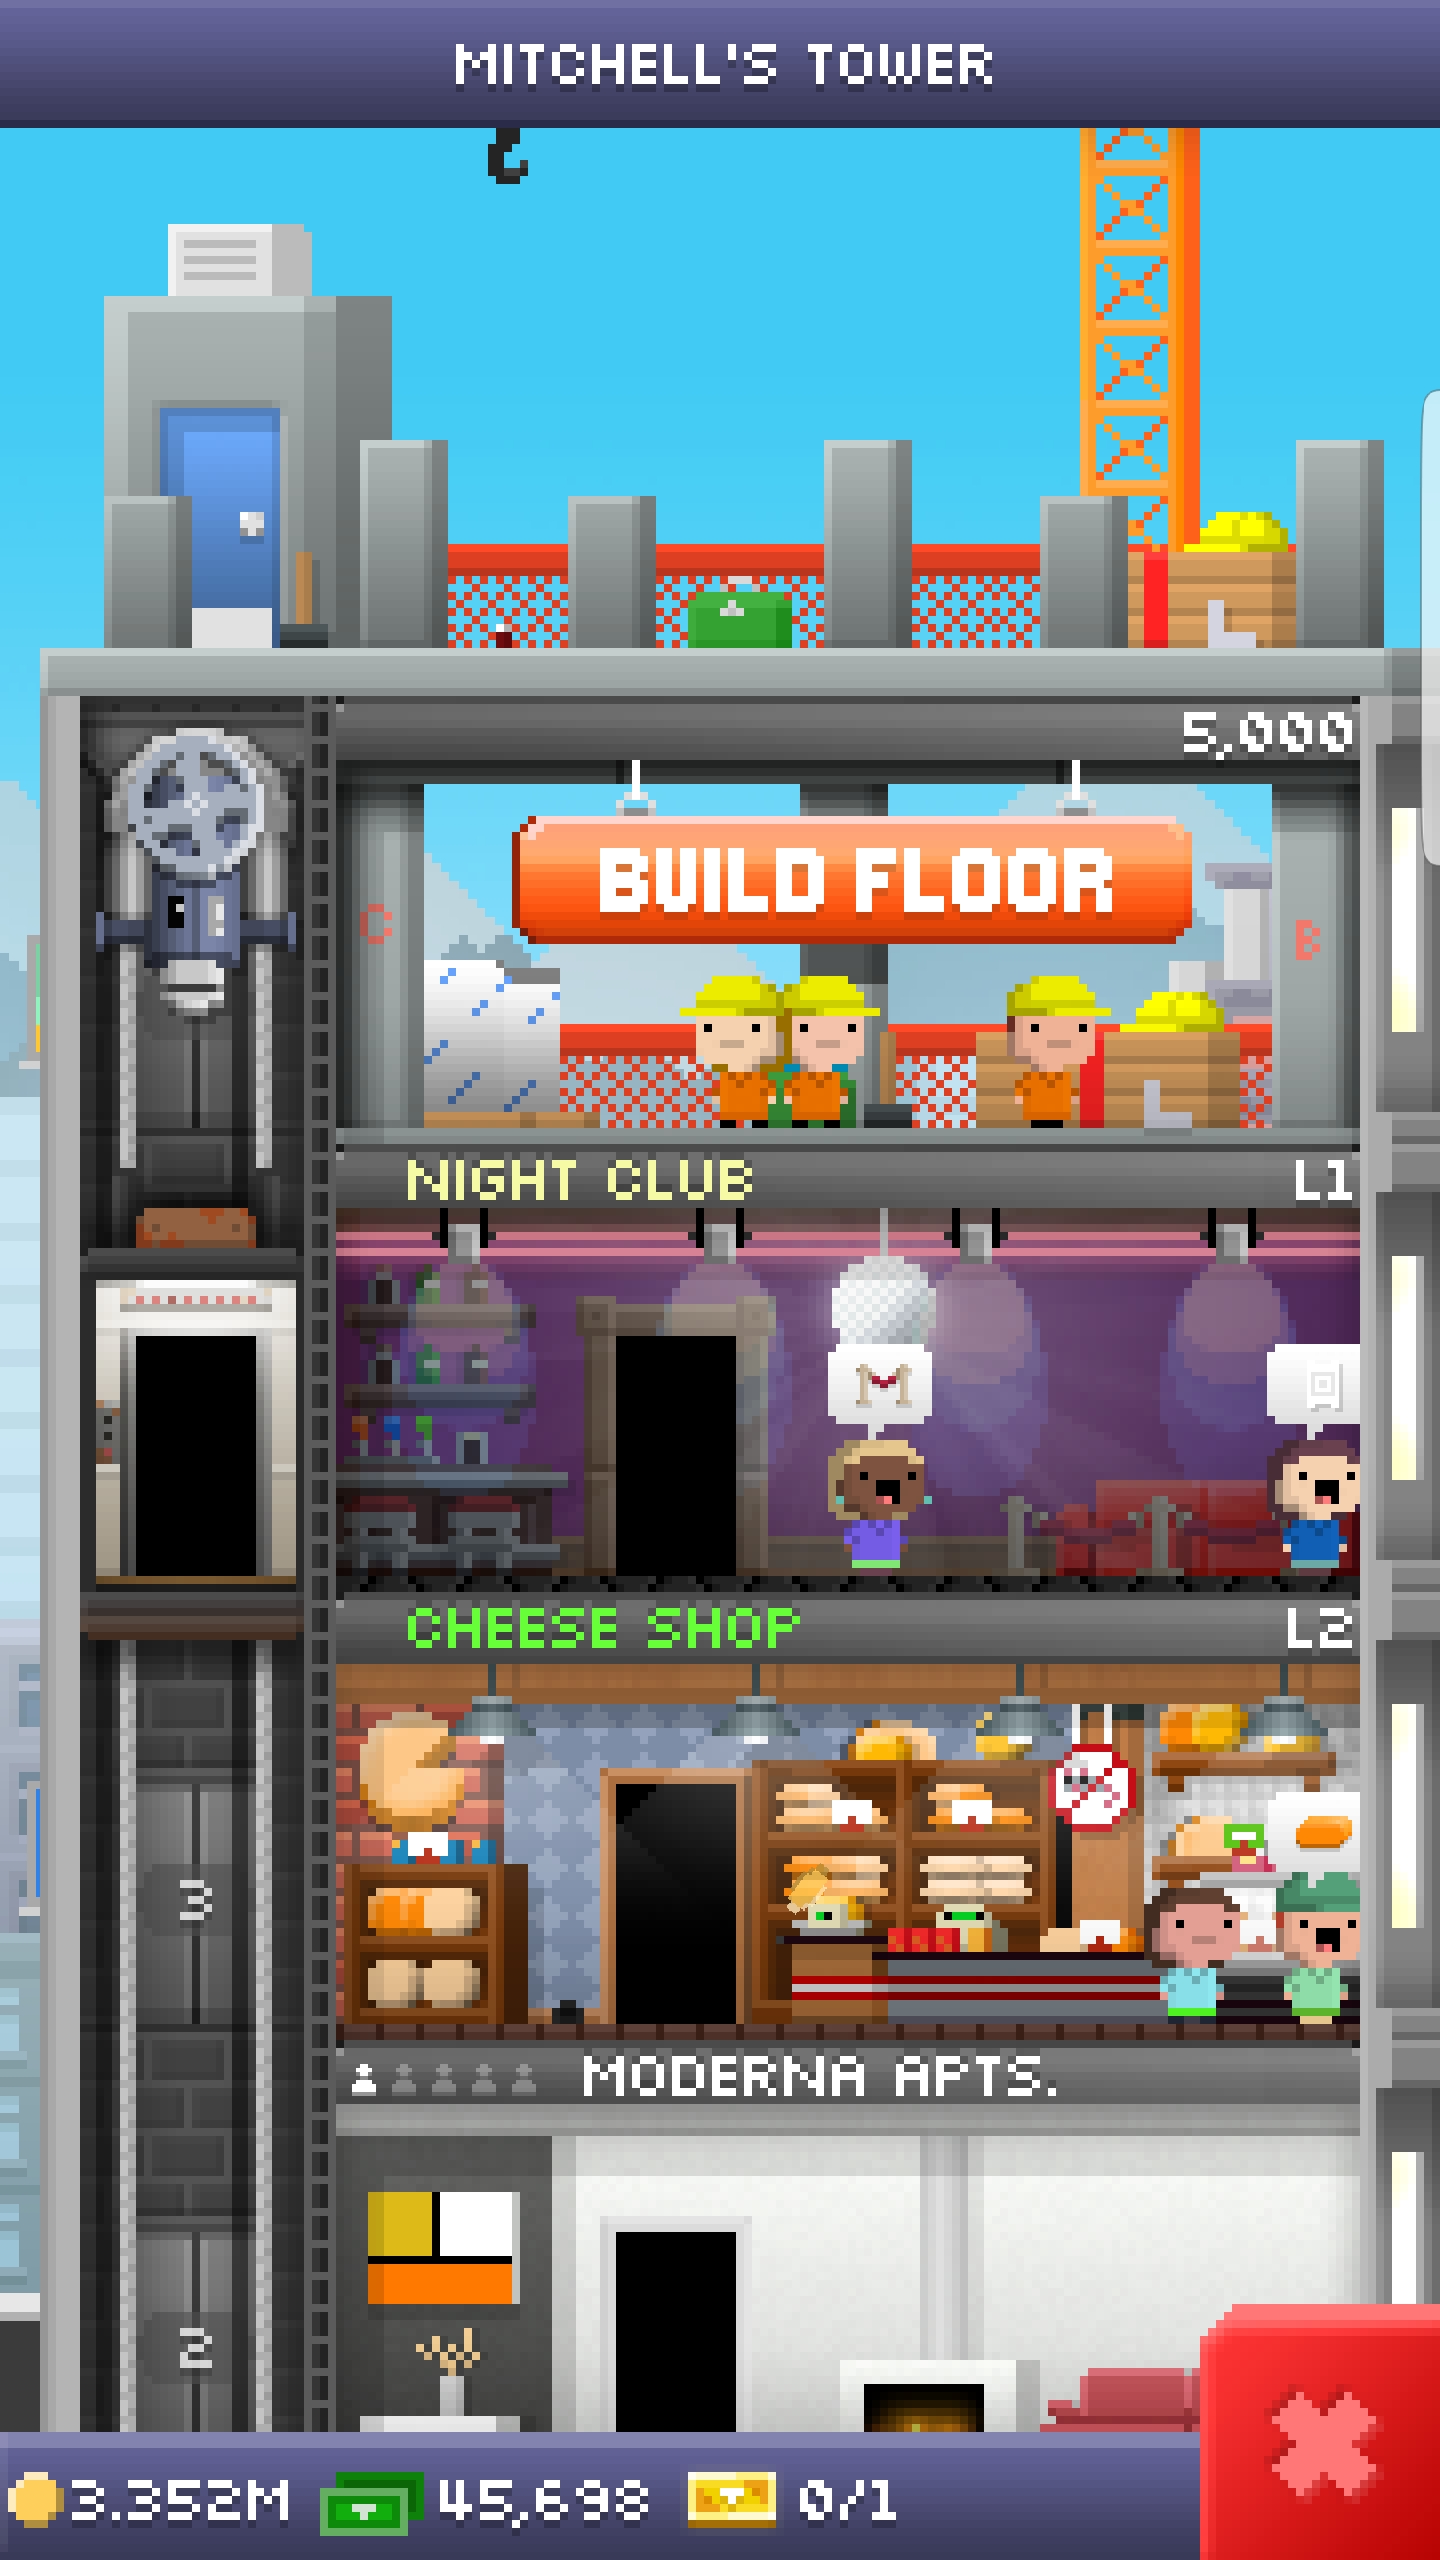 MITCHELL'S TOWER
5,000
BUILD FLOOR
C
B
NIGHT CLUB L1
CHEESE SHOP L2
3
MODERNA APTS.
2
3.352M 45,698 0/1